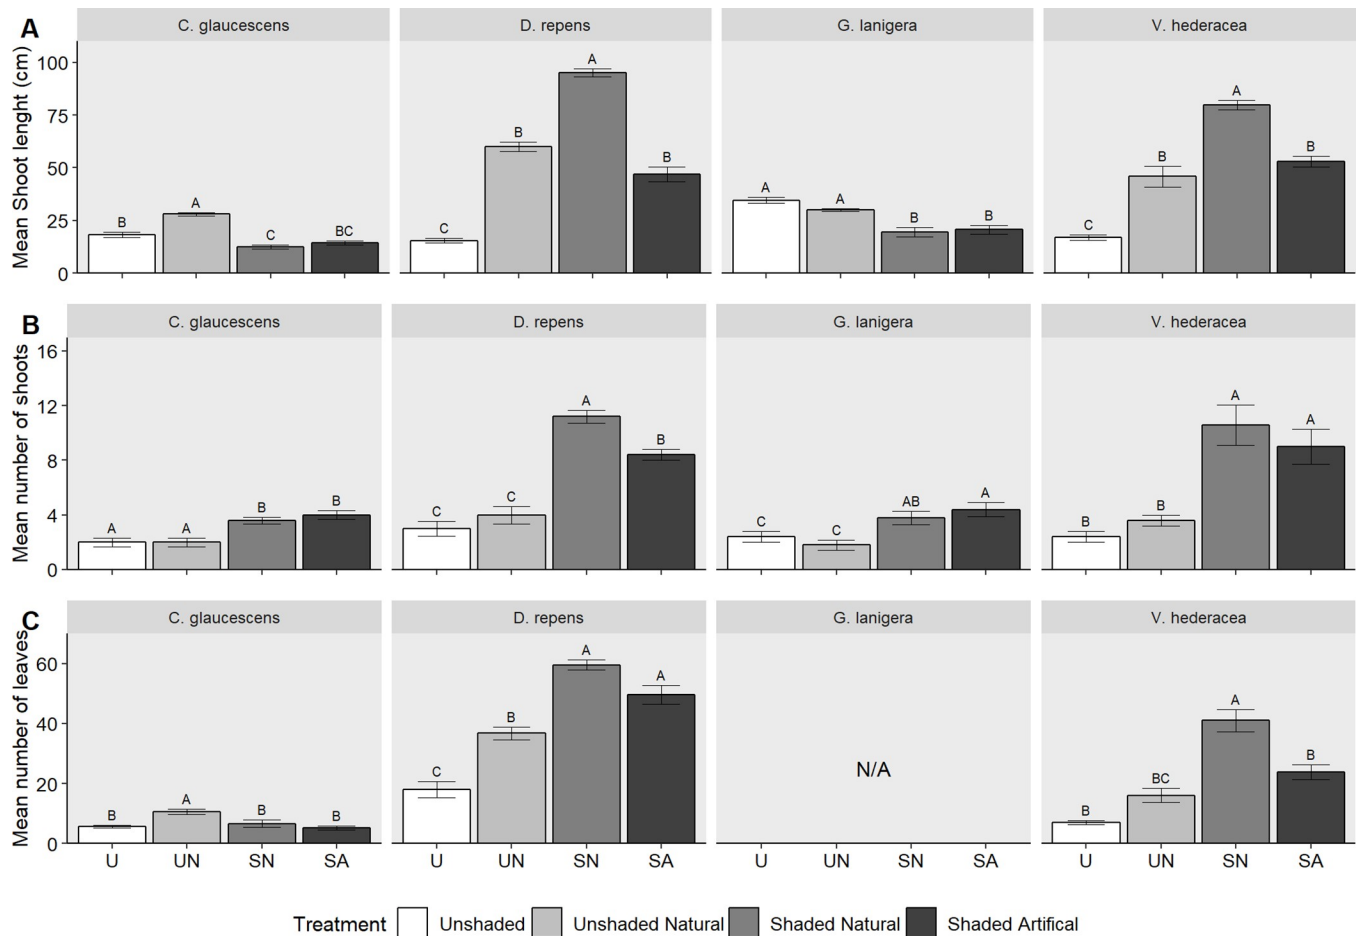 A
C. glaucescens D. repens G. lanigera V. hederacea
Mean Shoot lenght (cm)
100
75
50
25
0
B A C BC
C B A B
A A B B
C B A B
B
C. glaucescens D. repens G. lanigera V. hederacea
Mean number of shoots
16
12
8
4
0
A A B B
C C A B
C C AB A
B B A A
C
C. glaucescens D. repens G. lanigera V. hederacea
Mean number of leaves
60
40
20
0
B A B B
C B A A
N/A
B BC A B
U UN SN SA U UN SN SA U UN SN SA U UN SN SA
Treatment Unshaded Unshaded Natural Shaded Natural Shaded Artifical